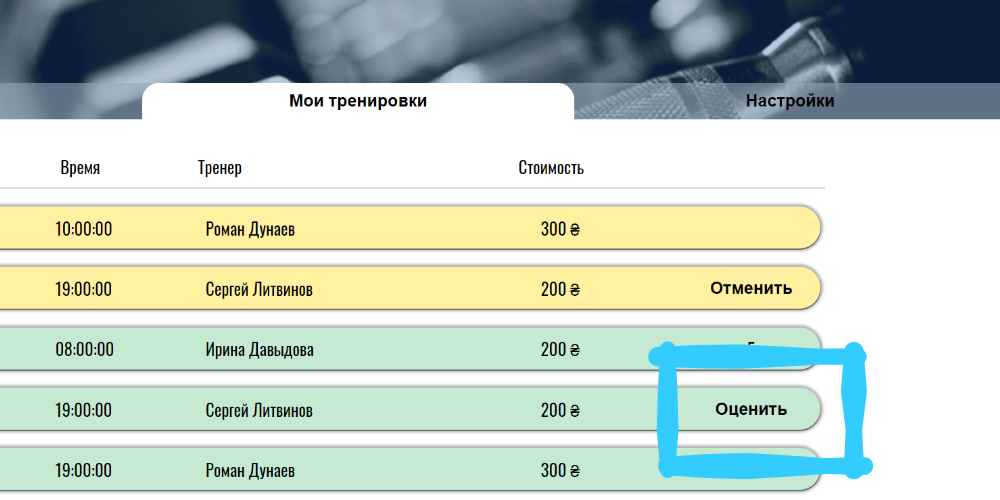 Мои тренировки Настройки
Время Тренер Стоимость
10:00:00 Роман Дунаев 300 ₴
19:00:00 Сергей Литвинов 200 ₴ Отменить
08:00:00 Ирина Давыдова 200 ₴
19:00:00 Сергей Литвинов 200 ₴ Оценить
19:00:00 Роман Дунаев 300 ₴